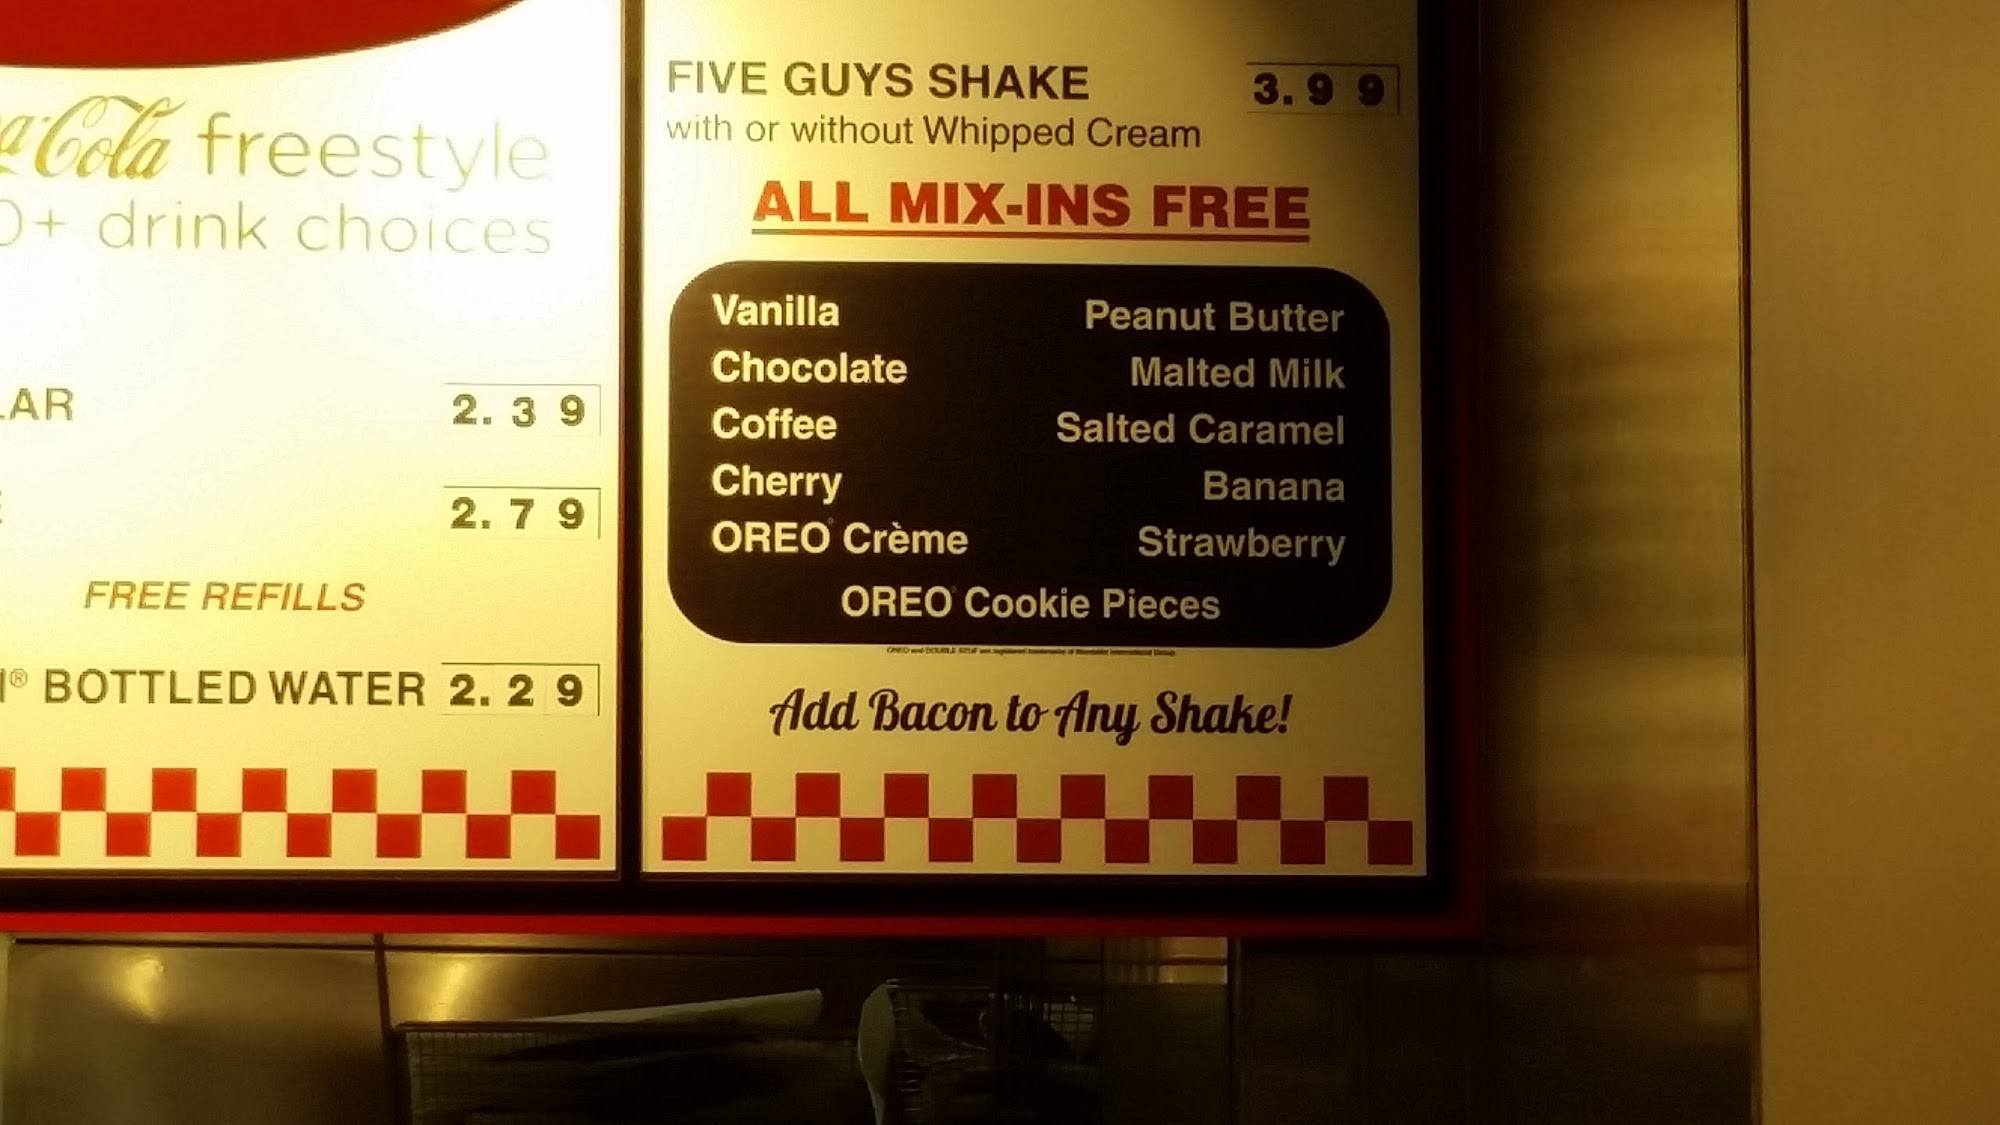 Cola freestyle
0+ drink choices
LAR 2.39
2.79
FREE REFILLS
® BOTTLED WATER 2.29
FIVE GUYS SHAKE 3.99
with or without Whipped Cream
ALL MIX-INS FREE
Vanilla Peanut Butter
Chocolate Malted Milk
Coffee Salted Caramel
Cherry Banana
OREO® Crème Strawberry
OREO® Cookie Pieces
Add Bacon to Any Shake!